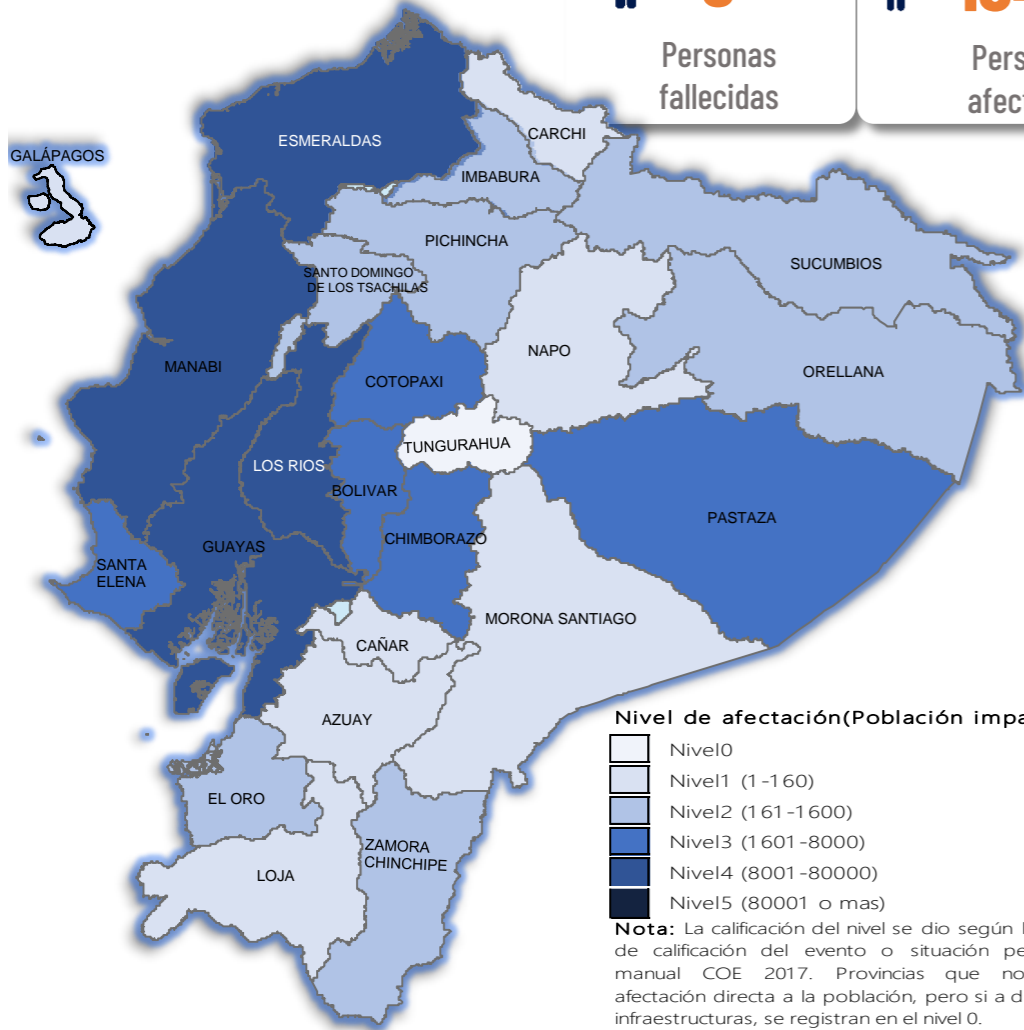 Personas
fallecidas
GALÁPAGOS
ESMERALDAS
CARCHI
IMBABURA
PICHINCHA
SANTO DOMINGO
DE LOS TSACHILAS
SUCUMBIOS
NAPO
ORELLANA
MANABI
COTOPAXI
TUNGURAHUA
LOS RIOS
BOLIVAR
CHIMBORAZO
PASTAZA
GUAYAS
SANTA
ELENA
MORONA SANTIAGO
CAÑAR
AZUAY
EL ORO
ZAMORA
CHINCHIPE
LOJA
Nivel de afectación(Población
Nivel0
Nivel1 (1-160)
Nivel2 (161-1600)
Nivel3 (1601-8000)
Nivel4 (8001-80000)
Nivel5 (80001 o mas)
Nota: La calificación del nivel se dio según
de calificación del evento o situación
manual COE 2017. Provincias que no
afectación directa a la población, pero si a
infraestructuras, se registran en el nivel 0.